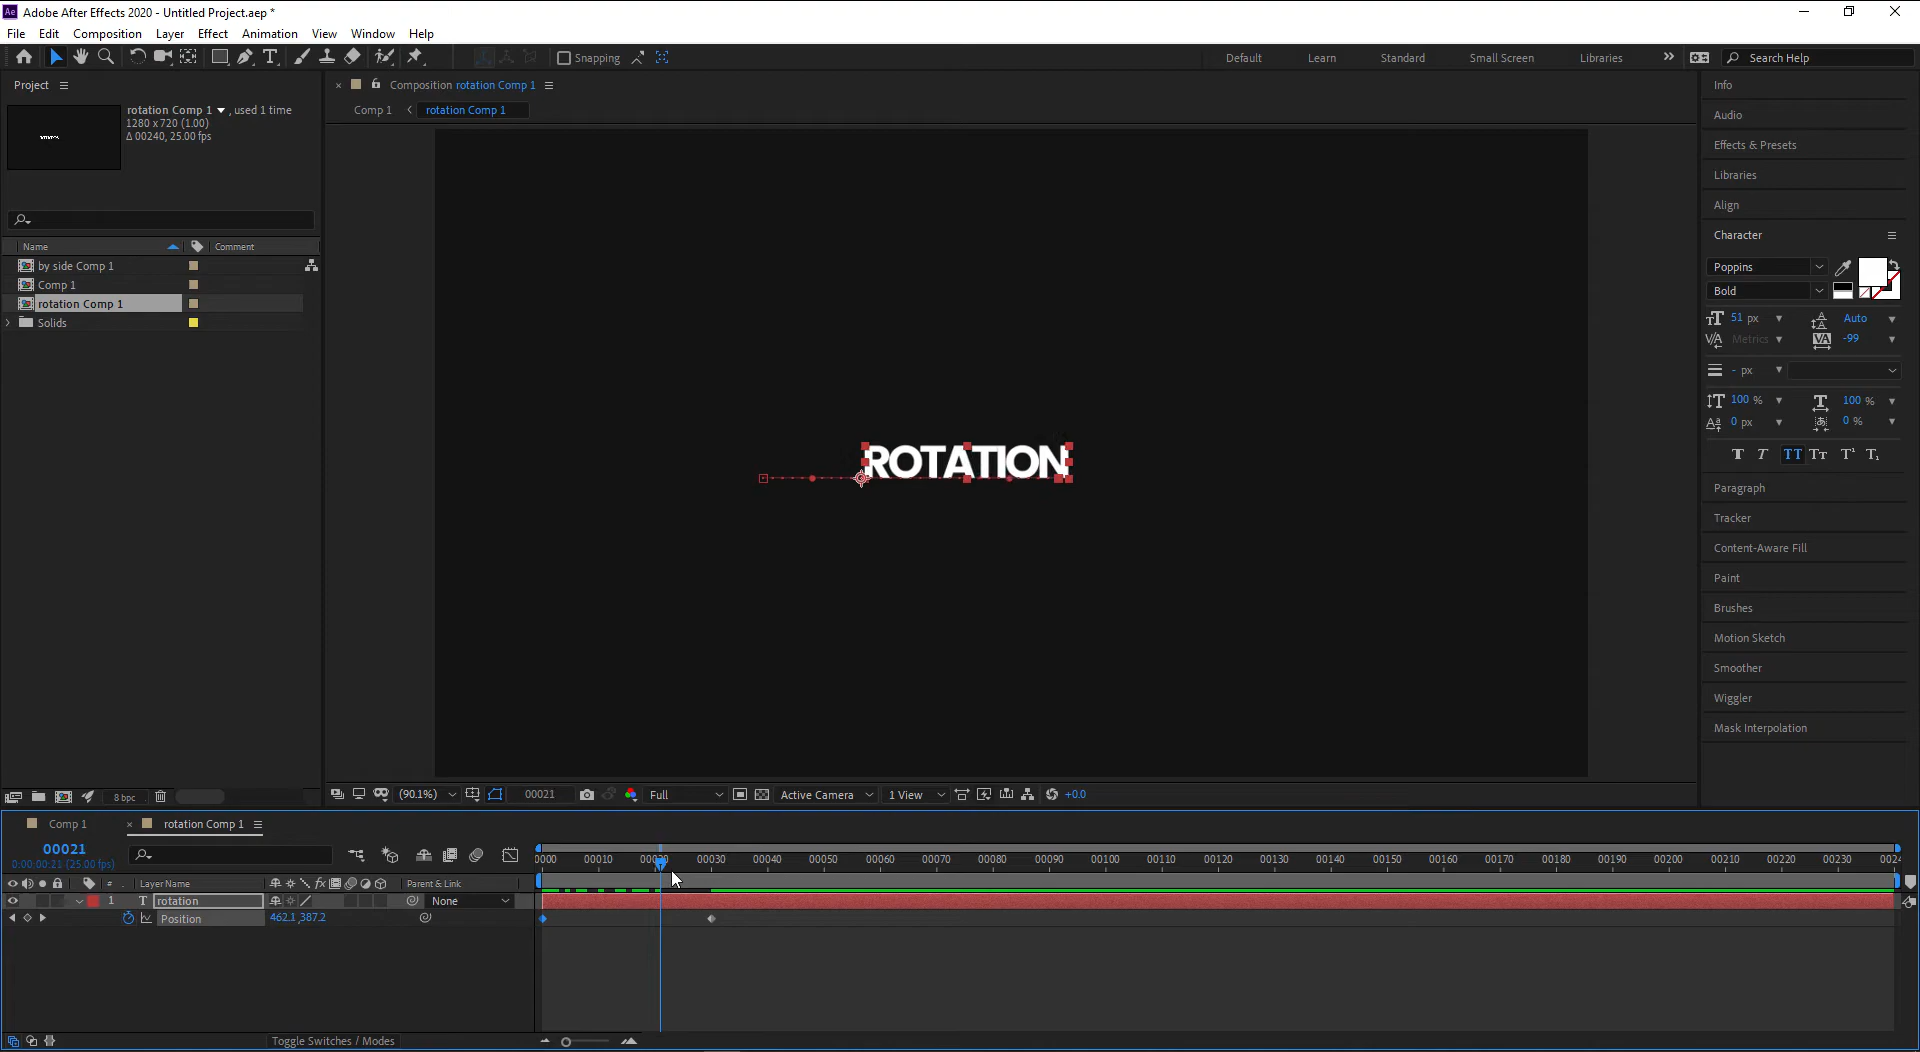 Ae Adobe After Effects 2020 - Untitled Project.aep *
File Edit Composition Layer Effect Animation View Window Help
Snapping Default Learn Standard Small Screen Libraries Search Help
Project
rotation Comp 1 , used 1 time
1280 x 720 (1.00)
Δ 00240, 25.00 fps
Name Comment
by side Comp 1
Comp 1
rotation Comp 1
Solids
8 bpc
Composition rotation Comp 1
Comp 1 rotation Comp 1
ROTATION
(90.1%) 00021 Full Active Camera 1 View +0.0
Info
Audio
Effects & Presets
Libraries
Align
Character
Poppins
Bold
51 px Auto
Metrics -99
- px
100 % 100 %
0 px 0 %
Paragraph
Tracker
Content-Aware Fill
Paint
Brushes
Motion Sketch
Smoother
Wiggler
Mask Interpolation
Comp 1 rotation Comp 1
00021
0:00:00:21 (25.00 fps)
0000 00010 00020 00030 00040 00050 00060 00070 00080 00090 00100 00110 00120 00130 00140 00150 00160 00170 00180 00190 00200 00210 00220 00230 0024
# Layer Name fx Parent & Link
1 T rotation None
Position 462.1,387.2
Toggle Switches / Modes